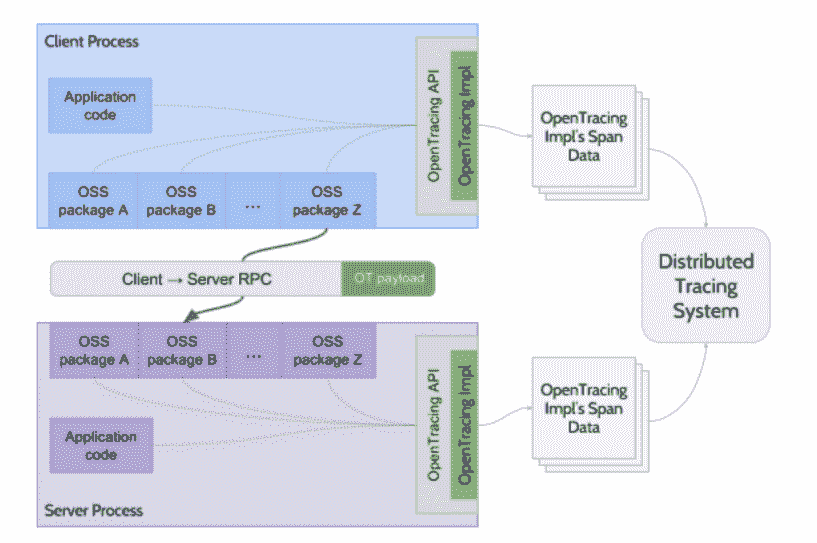 Client Process
Application
code
OSS
package A
OSS
package B
...
OSS
package Z
OpenTracing API
OpenTracing Impl
OpenTracing
Impl's Span
Data
Client → Server RPC
OT payload
Distributed
Tracing
System
OSS
package A
OSS
package B
...
OSS
package Z
Application
code
OpenTracing API
OpenTracing Impl
OpenTracing
Impl's Span
Data
Server Process